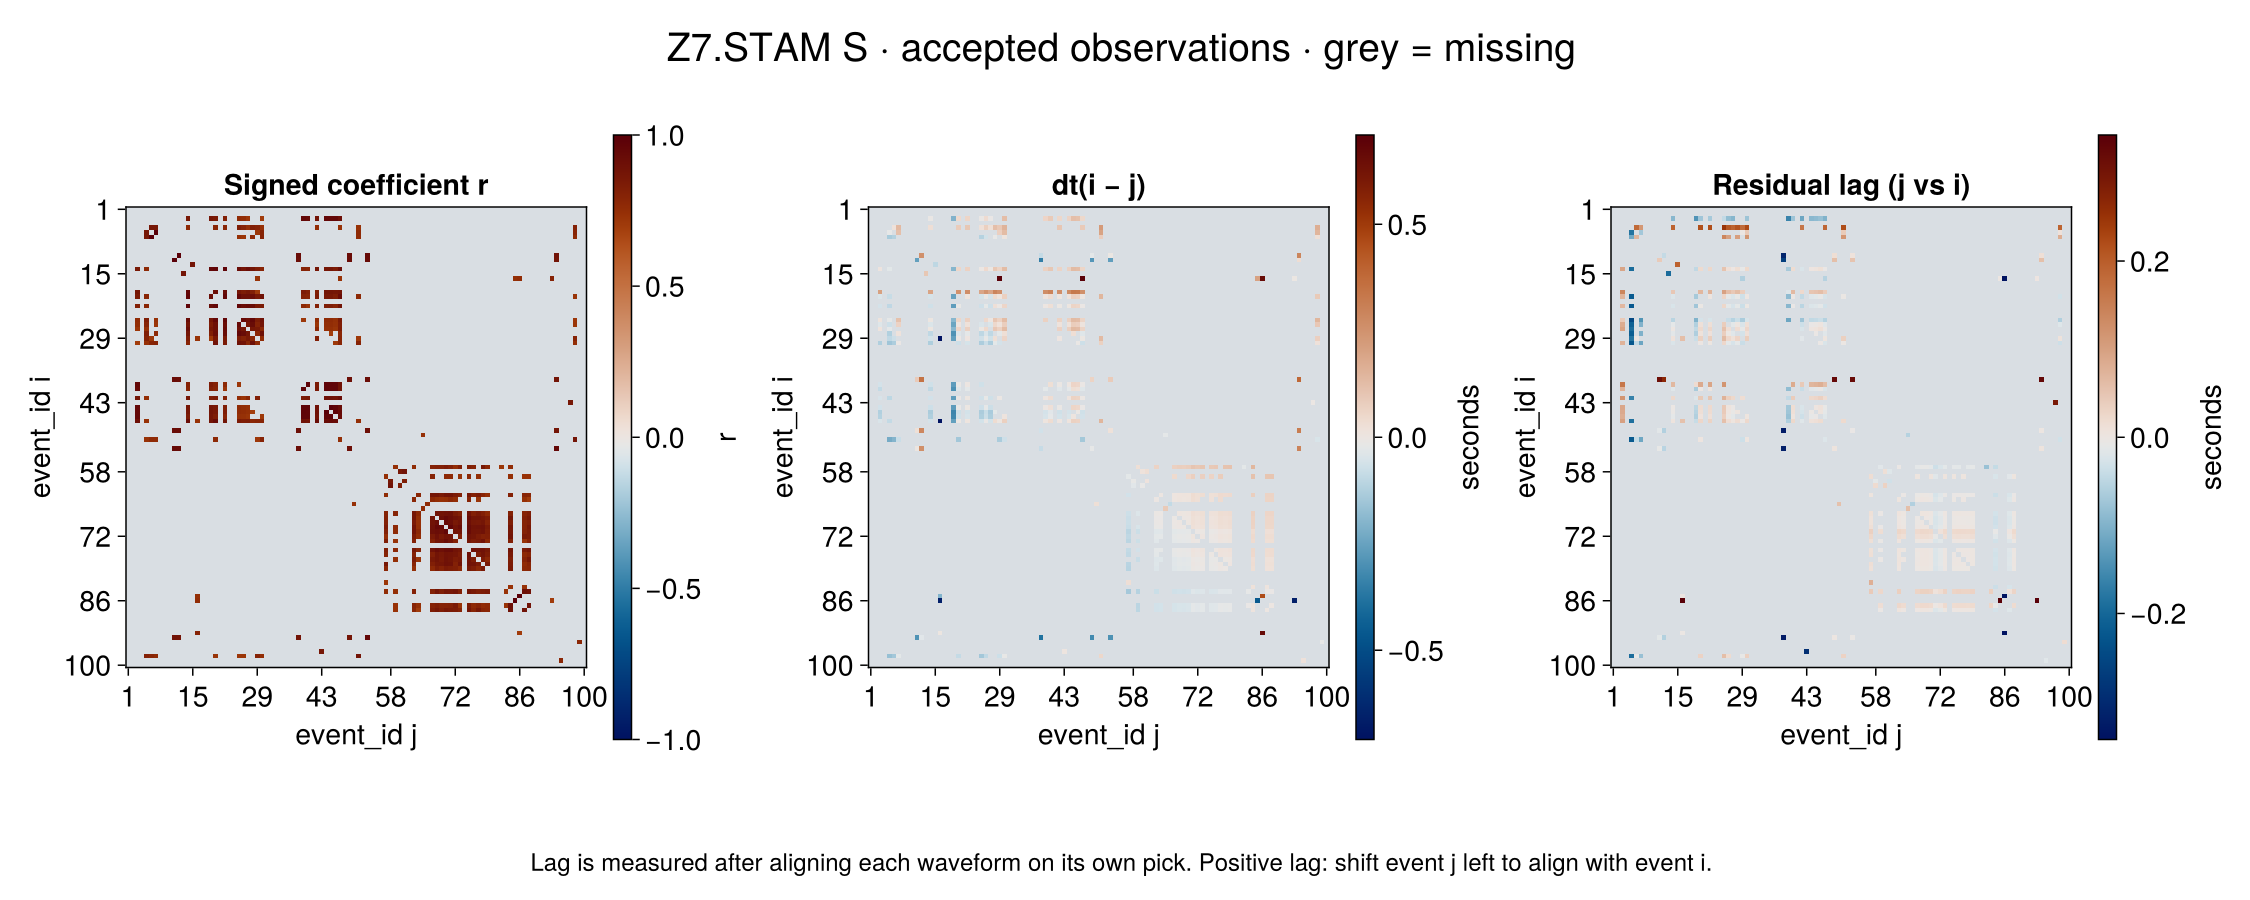 Z7.STAM S · accepted observations · grey = missing
Signed coefficient r
event_id i
1
15
29
43
58
72
86
100
1 15 29 43 58 72 86 100
event_id j
1.0
0.5
0.0
−0.5
−1.0
r
dt(i − j)
event_id i
1
15
29
43
58
72
86
100
1 15 29 43 58 72 86 100
event_id j
0.5
0.0
−0.5
seconds
Residual lag (j vs i)
event_id i
1
15
29
43
58
72
86
100
1 15 29 43 58 72 86 100
event_id j
0.2
0.0
−0.2
seconds
Lag is measured after aligning each waveform on its own pick. Positive lag: shift event j left to align with event i.